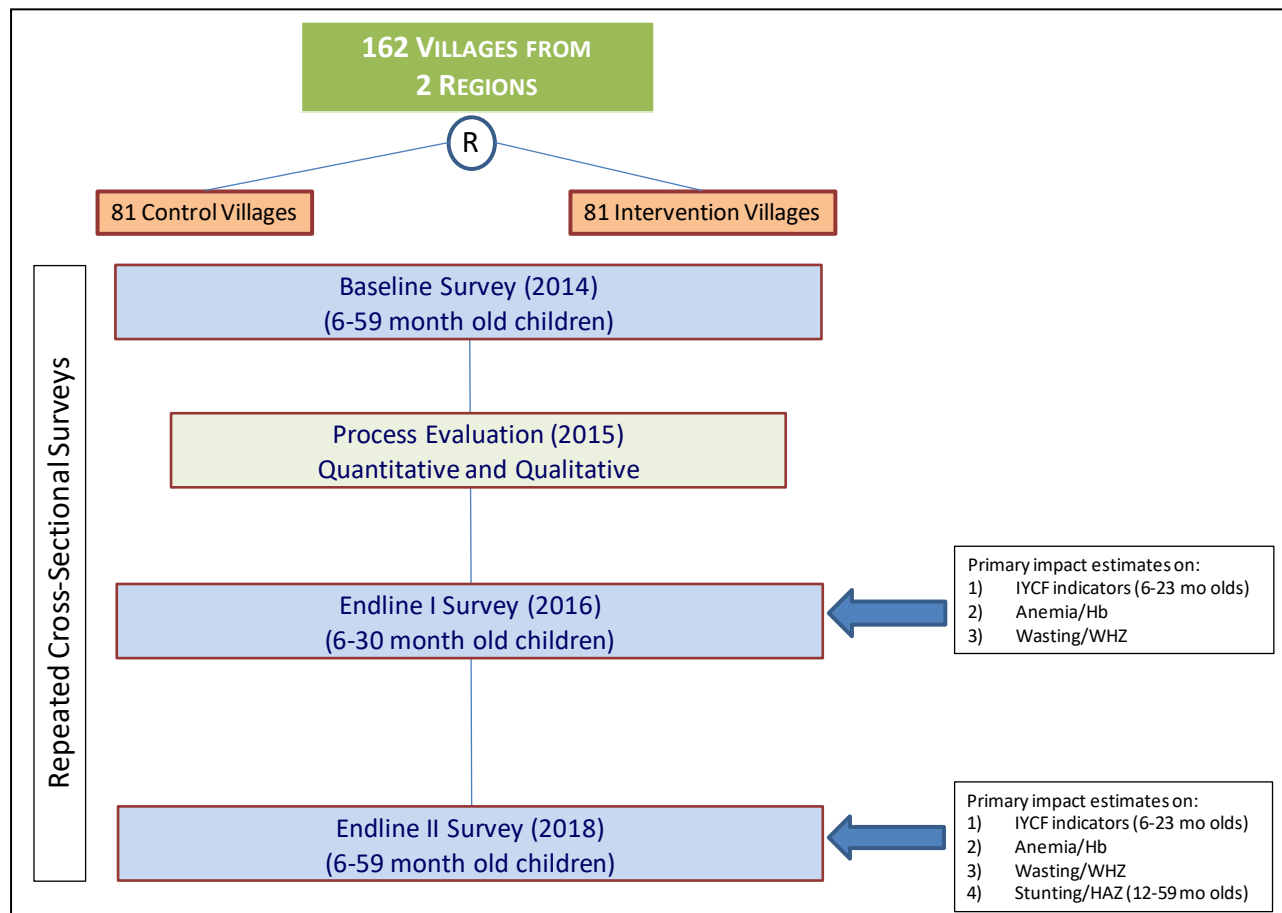 162 VILLAGES FROM
2 REGIONS
R
81 Control Villages
81 Intervention Villages
Repeated Cross-Sectional Surveys
Baseline Survey (2014)
(6-59 month old children)
Process Evaluation (2015)
Quantitative and Qualitative
Endline I Survey (2016)
(6-30 month old children)
Primary impact estimates on:
1) IYCF indicators (6-23 mo olds)
2) Anemia/Hb
3) Wasting/WHZ
Endline II Survey (2018)
(6-59 month old children)
Primary impact estimates on:
1) IYCF indicators (6-23 mo olds)
2) Anemia/Hb
3) Wasting/WHZ
4) Stunting/HAZ (12-59 mo olds)